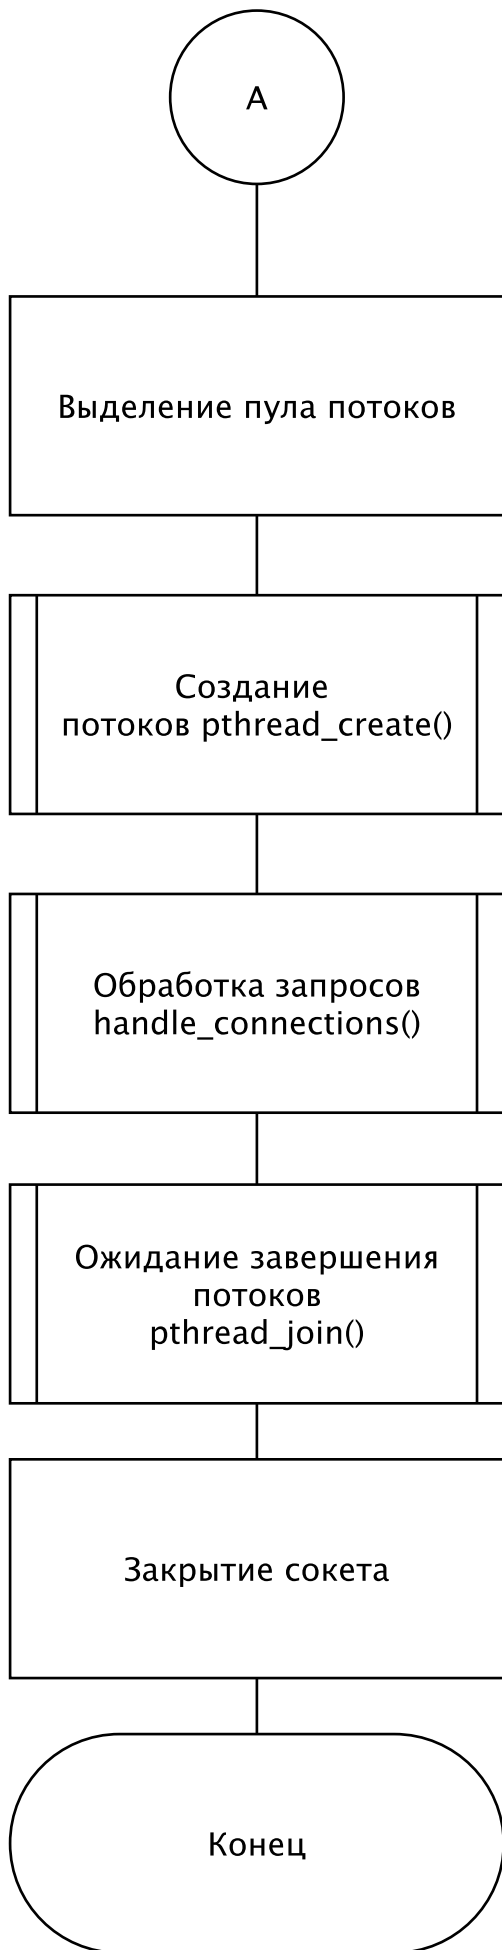 А
Выделение пула потоков
Создание
потоков pthread_create()
Обработка запросов
handle_connections()
Ожидание завершения
потоков
pthread_join()
Закрытие сокета
Конец